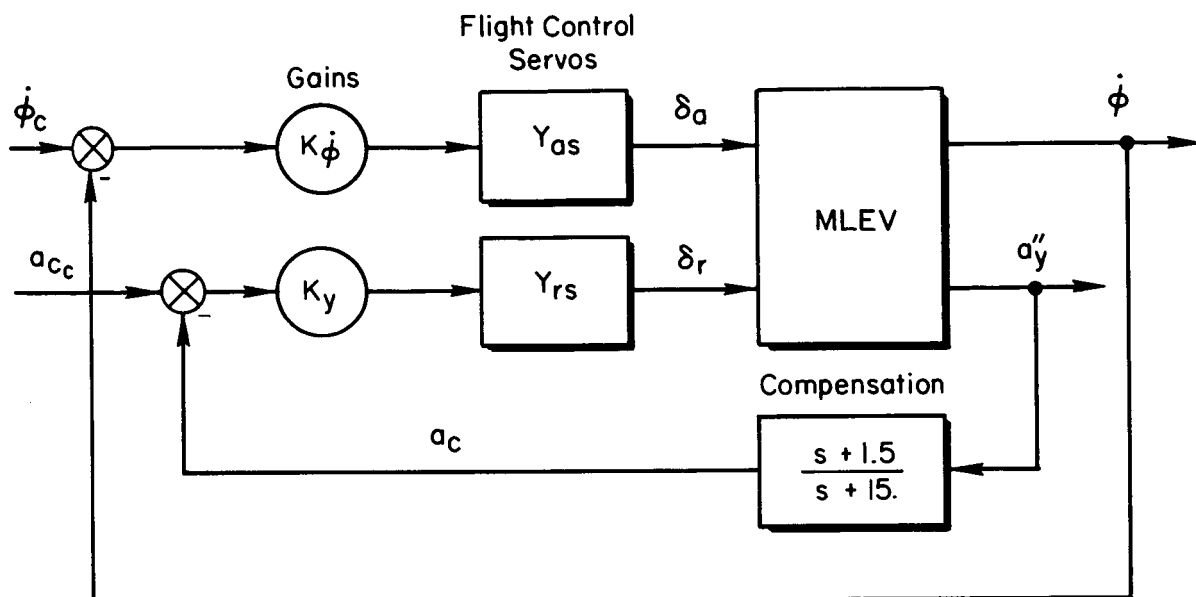 Flight Control
Servos
Gains
φ̇c
Kφ̇
Yas
δa
MLEV
φ̇
-
acc
Ky
Yrs
δr
a″y
-
Compensation
ac
s + 1.5
s + 15.